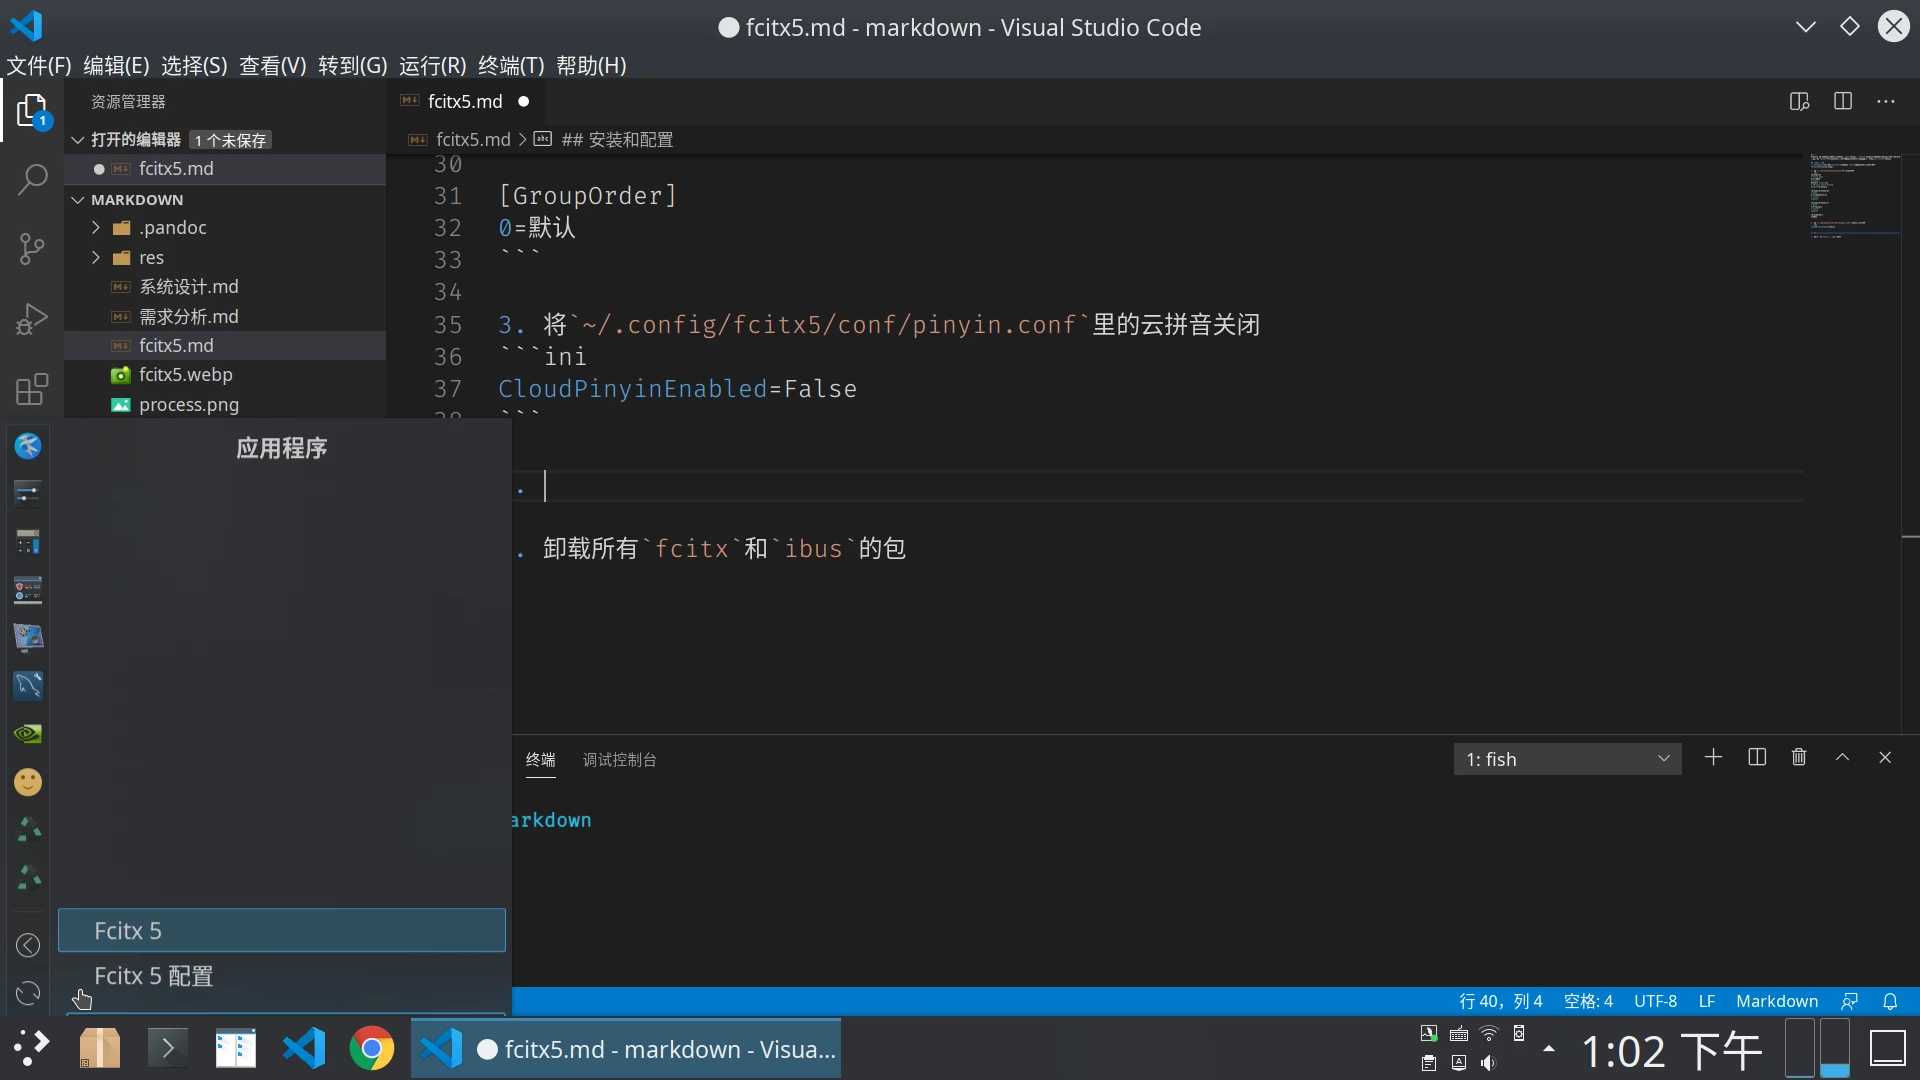 fcitx5.md - markdown - Visual Studio Code
文件(F) 编辑(E) 选择(S) 查看(V) 转到(G) 运行(R) 终端(T) 帮助(H)
资源管理器
fcitx5.md
1
打开的编辑器 1 个未保存
fcitx5.md > ## 安装和配置
fcitx5.md
MARKDOWN
.pandoc
res
系统设计.md
需求分析.md
fcitx5.md
fcitx5.webp
process.png
30
31 [GroupOrder]
32 0=默认
33 ```
34
35 3. 将`~/.config/fcitx5/conf/pinyin.conf`里的云拼音关闭
36 ```ini
37 CloudPinyinEnabled=False
38 ```
.
. 卸载所有`fcitx`和`ibus`的包
应用程序
Fcitx 5
Fcitx 5 配置
终端 调试控制台 1: fish
arkdown
行 40，列 4 空格: 4 UTF-8 LF Markdown
fcitx5.md - markdown - Visua...
1:02 下午